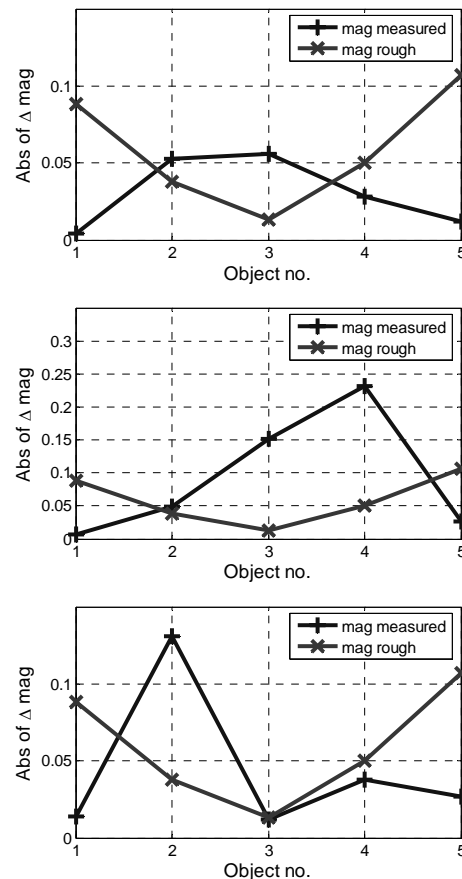 mag measured
mag rough
0.1
0.05
0
Abs of Δ mag
1 2 3 4 5
Object no.
mag measured
mag rough
0.3
0.25
0.2
0.15
0.1
0.05
0
Abs of Δ mag
1 2 3 4 5
Object no.
mag measured
mag rough
0.1
0.05
0
Abs of Δ mag
1 2 3 4 5
Object no.